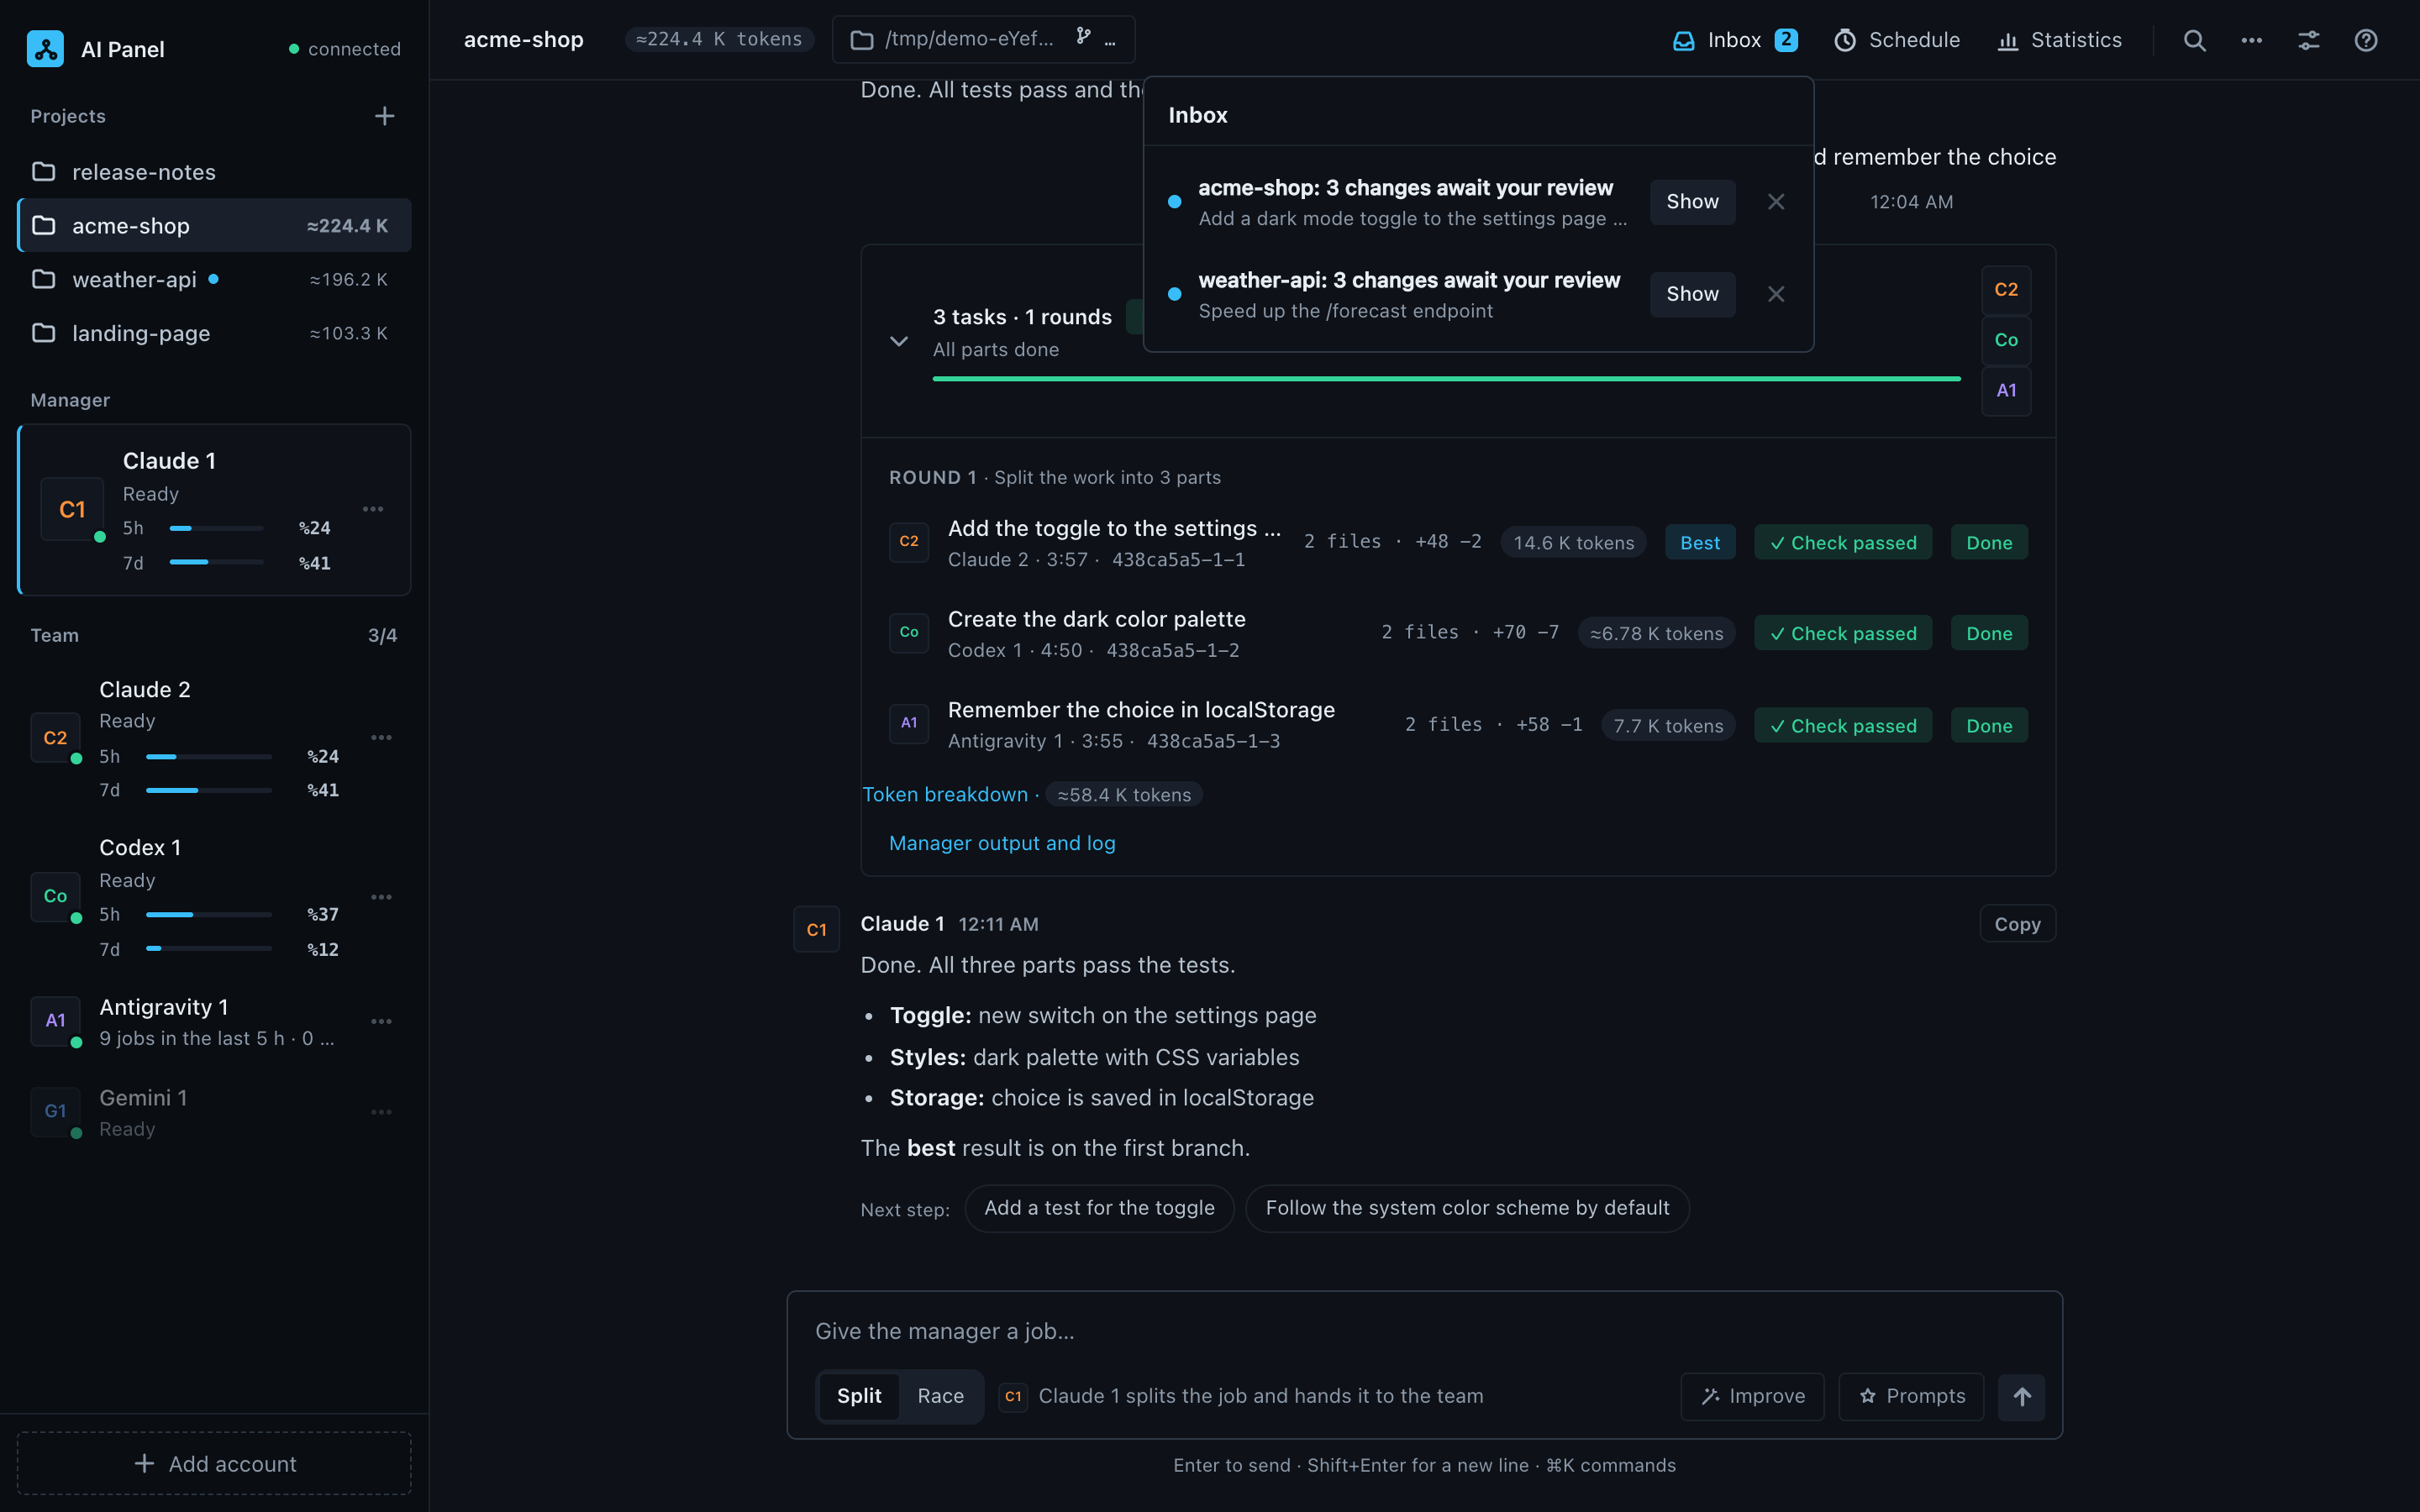 AI Panel
connected
Projects
release-notes
acme-shop ≈224.4 K
weather-api ≈196.2 K
landing-page ≈103.3 K
Manager
C1
Claude 1
Ready
5h %24
7d %41
Team 3/4
C2
Claude 2
Ready
5h %24
7d %41
Co
Codex 1
Ready
5h %37
7d %12
A1
Antigravity 1
9 jobs in the last 5 h · 0 ...
G1
Gemini 1
Ready
+ Add account
acme-shop ≈224.4 K tokens /tmp/demo-eYef... ...
Inbox 2 Schedule Statistics
Done. All tests pass and th
d remember the choice
12:04 AM
Inbox
acme-shop: 3 changes await your review
Add a dark mode toggle to the settings page ...
Show
weather-api: 3 changes await your review
Speed up the /forecast endpoint
Show
3 tasks · 1 rounds
All parts done
C2
Co
A1
ROUND 1 · Split the work into 3 parts
C2 Add the toggle to the settings ... 2 files · +48 −2 14.6 K tokens Best ✓ Check passed Done
Claude 2 · 3:57 · 438ca5a5-1-1
Co Create the dark color palette 2 files · +70 −7 ≈6.78 K tokens ✓ Check passed Done
Codex 1 · 4:50 · 438ca5a5-1-2
A1 Remember the choice in localStorage 2 files · +58 −1 7.7 K tokens ✓ Check passed Done
Antigravity 1 · 3:55 · 438ca5a5-1-3
Token breakdown · ≈58.4 K tokens
Manager output and log
C1 Claude 1 12:11 AM Copy
Done. All three parts pass the tests.
• Toggle: new switch on the settings page
• Styles: dark palette with CSS variables
• Storage: choice is saved in localStorage
The best result is on the first branch.
Next step: Add a test for the toggle Follow the system color scheme by default
Give the manager a job...
Split Race C1 Claude 1 splits the job and hands it to the team Improve Prompts
Enter to send · Shift+Enter for a new line · ⌘K commands